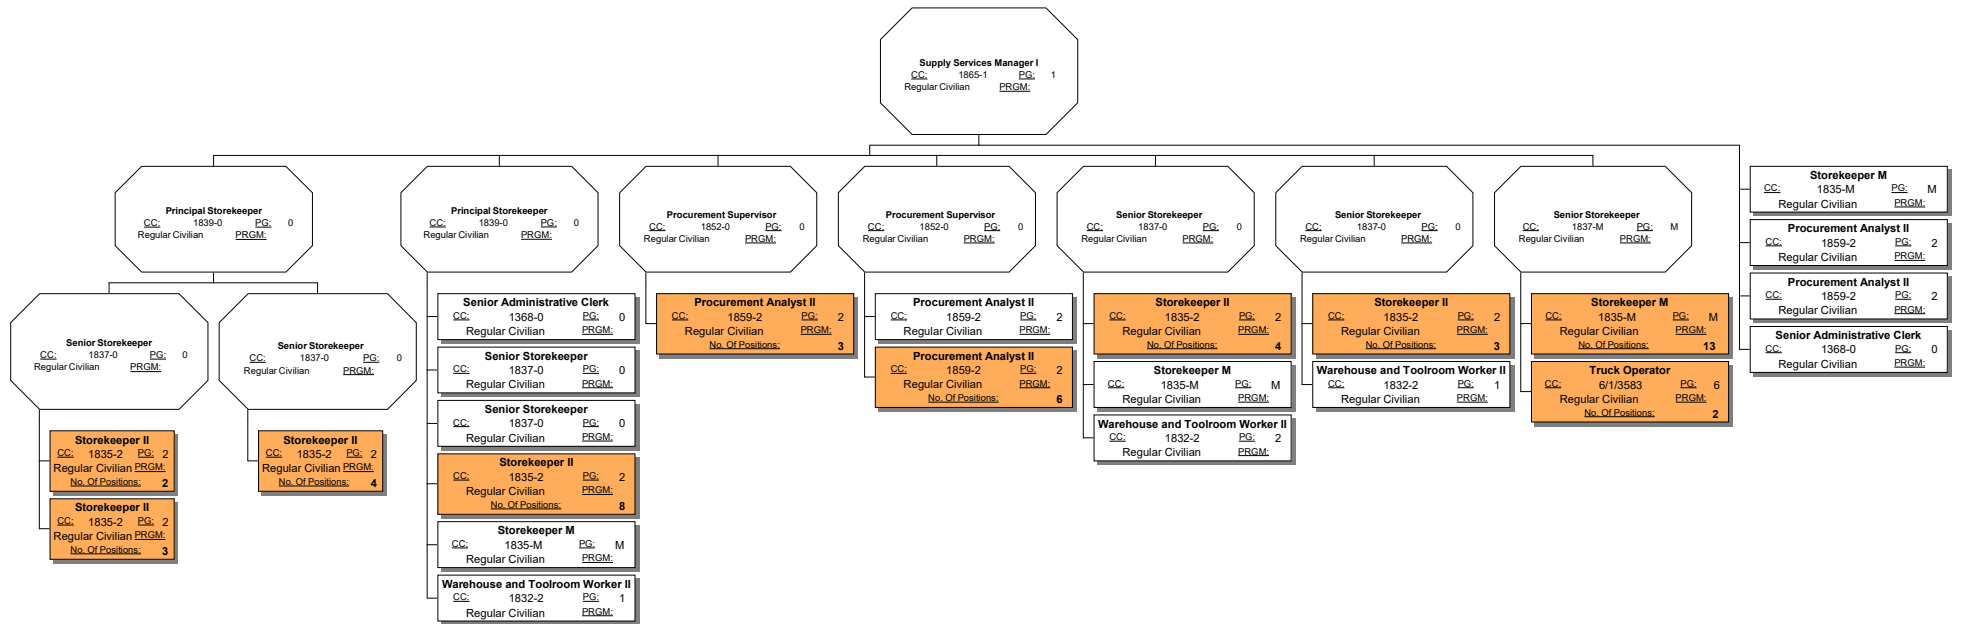 Supply Services Manager I
CC: 1865-1 PG: 1
Regular Civilian PRGM:
Principal Storekeeper
CC: 1839-0 PG: 0
Regular Civilian PRGM:
Principal Storekeeper
CC: 1839-0 PG: 0
Regular Civilian PRGM:
Procurement Supervisor
CC: 1852-0 PG: 0
Regular Civilian PRGM:
Procurement Supervisor
CC: 1852-0 PG: 0
Regular Civilian PRGM:
Senior Storekeeper
CC: 1837-0 PG: 0
Regular Civilian PRGM:
Senior Storekeeper
CC: 1837-0 PG: 0
Regular Civilian PRGM:
Senior Storekeeper
CC: 1837-M PG: M
Regular Civilian PRGM:
Storekeeper M
CC: 1835-M PG: M
Regular Civilian PRGM:
Procurement Analyst II
CC: 1859-2 PG: 2
Regular Civilian PRGM:
Procurement Analyst II
CC: 1859-2 PG: 2
Regular Civilian PRGM:
Senior Administrative Clerk
CC: 1368-0 PG: 0
Regular Civilian PRGM:
Senior Storekeeper
CC: 1837-0 PG: 0
Regular Civilian PRGM:
Storekeeper II
CC: 1835-2 PG: 2
Regular Civilian PRGM:
No. Of Positions: 2
Storekeeper II
CC: 1835-2 PG: 2
Regular Civilian PRGM:
No. Of Positions: 3
Senior Storekeeper
CC: 1837-0 PG: 0
Regular Civilian PRGM:
Storekeeper II
CC: 1835-2 PG: 2
Regular Civilian PRGM:
No. Of Positions: 4
Senior Administrative Clerk
CC: 1368-0 PG: 0
Regular Civilian PRGM:
Senior Storekeeper
CC: 1837-0 PG: 0
Regular Civilian PRGM:
Senior Storekeeper
CC: 1837-0 PG: 0
Regular Civilian PRGM:
Storekeeper II
CC: 1835-2 PG: 2
Regular Civilian PRGM:
No. Of Positions: 8
Storekeeper M
CC: 1835-M PG: M
Regular Civilian PRGM:
Warehouse and Toolroom Worker II
CC: 1832-2 PG: 1
Regular Civilian PRGM:
Procurement Analyst II
CC: 1859-2 PG: 2
Regular Civilian PRGM:
No. Of Positions: 3
Procurement Analyst II
CC: 1859-2 PG: 2
Regular Civilian PRGM:
Procurement Analyst II
CC: 1859-2 PG: 2
Regular Civilian PRGM:
No. Of Positions: 6
Storekeeper II
CC: 1835-2 PG: 2
Regular Civilian PRGM:
No. Of Positions: 4
Storekeeper M
CC: 1835-M PG: M
Regular Civilian PRGM:
Warehouse and Toolroom Worker II
CC: 1832-2 PG: 2
Regular Civilian PRGM:
Storekeeper II
CC: 1835-2 PG: 2
Regular Civilian PRGM:
No. Of Positions: 3
Warehouse and Toolroom Worker II
CC: 1832-2 PG: 1
Regular Civilian PRGM:
Storekeeper M
CC: 1835-M PG: M
Regular Civilian PRGM:
No. Of Positions: 13
Truck Operator
CC: 6/1/3583 PG: 6
Regular Civilian PRGM:
No. Of Positions: 2